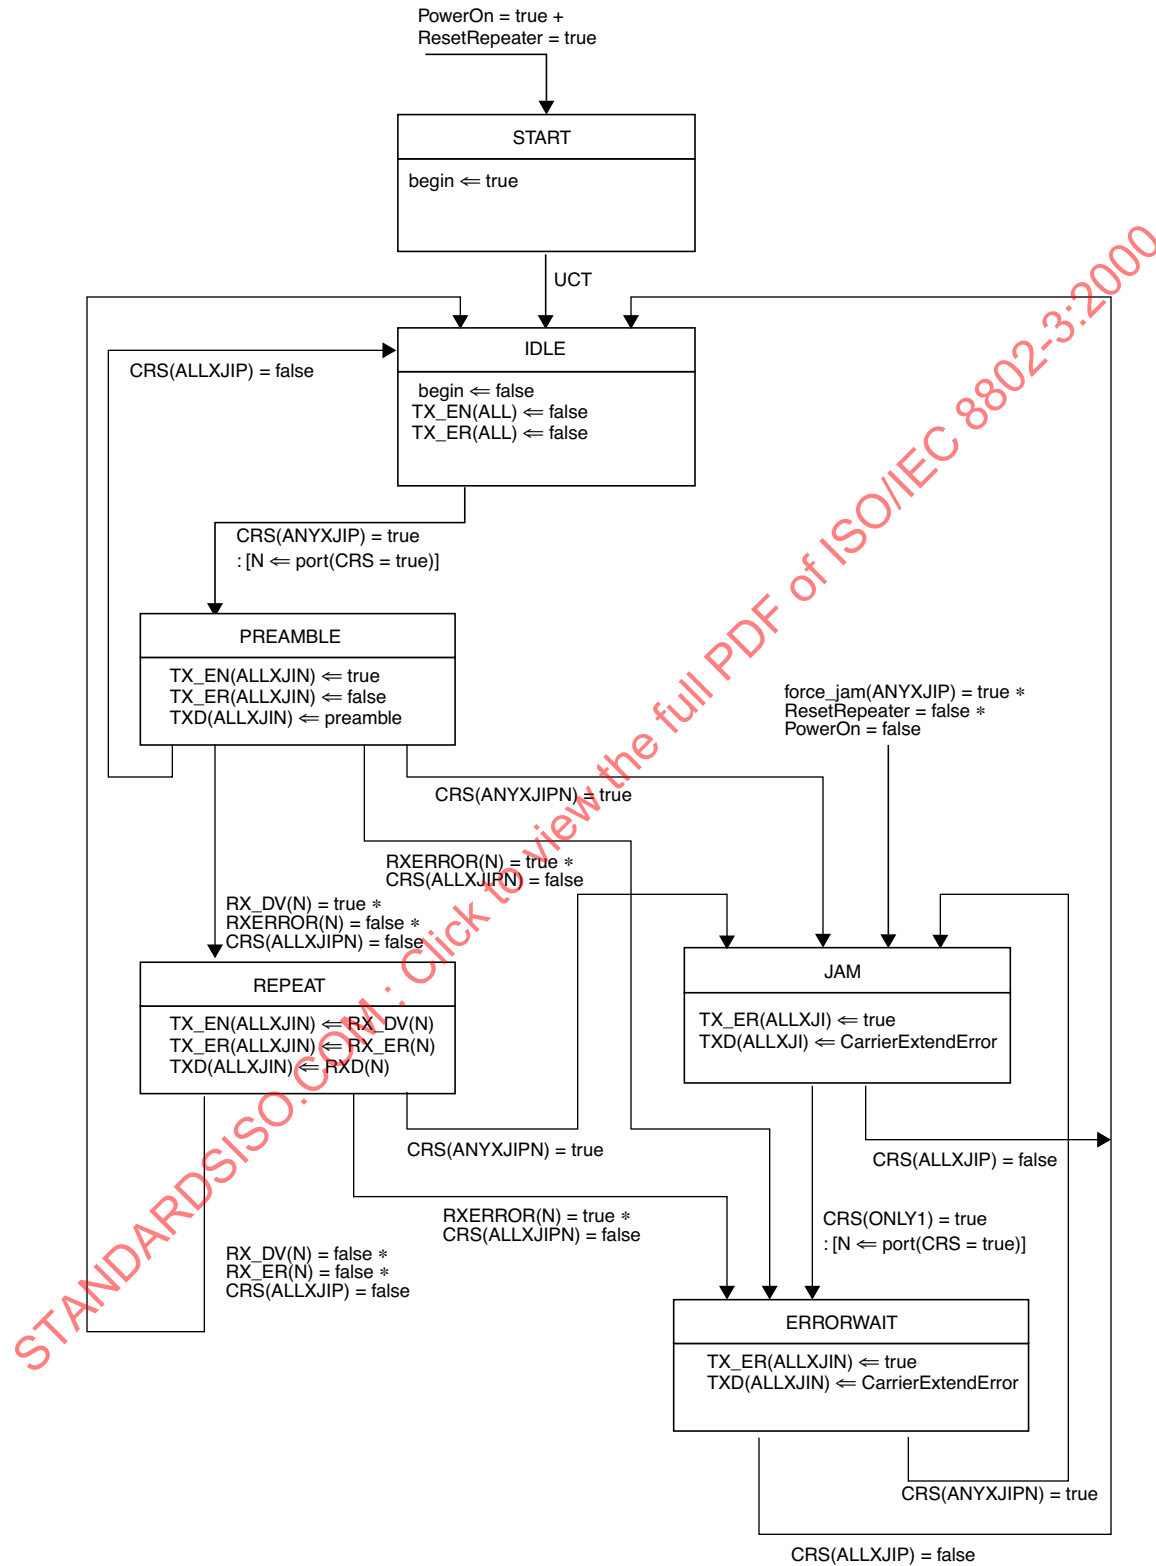 PowerOn = true +
ResetRepeater = true
START
begin ⇐ true
UCT
IDLE
begin ⇐ false
TX_EN(ALL) ⇐ false
TX_ER(ALL) ⇐ false
CRS(ALLXJIP) = false
CRS(ANYXJIP) = true
: [N ⇐ port(CRS = true)]
PREAMBLE
TX_EN(ALLXJIN) ⇐ true
TX_ER(ALLXJIN) ⇐ false
TXD(ALLXJIN) ⇐ preamble
force_jam(ANYXJIP) = true *
ResetRepeater = false *
PowerOn = false
CRS(ANYXJIPN) = true
RXERROR(N) = true *
CRS(ALLXJIPN) = false
RX_DV(N) = true *
RXERROR(N) = false *
CRS(ALLXJIPN) = false
REPEAT
TX_EN(ALLXJIN) ⇐ RX_DV(N)
TX_ER(ALLXJIN) ⇐ RX_ER(N)
TXD(ALLXJIN) ⇐ RXD(N)
JAM
TX_ER(ALLXJI) ⇐ true
TXD(ALLXJI) ⇐ CarrierExtendError
CRS(ANYXJIPN) = true
CRS(ALLXJIP) = false
RXERROR(N) = true *
CRS(ALLXJIPN) = false
CRS(ONLY1) = true
: [N ⇐ port(CRS = true)]
RX_DV(N) = false *
RX_ER(N) = false *
CRS(ALLXJIP) = false
ERRORWAIT
TX_ER(ALLXJIN) ⇐ true
TXD(ALLXJIN) ⇐ CarrierExtendError
CRS(ANYXJIPN) = true
CRS(ALLXJIP) = false
STANDARDSISO.COM : Click to view the full PDF of ISO/IEC 8802-3:2000